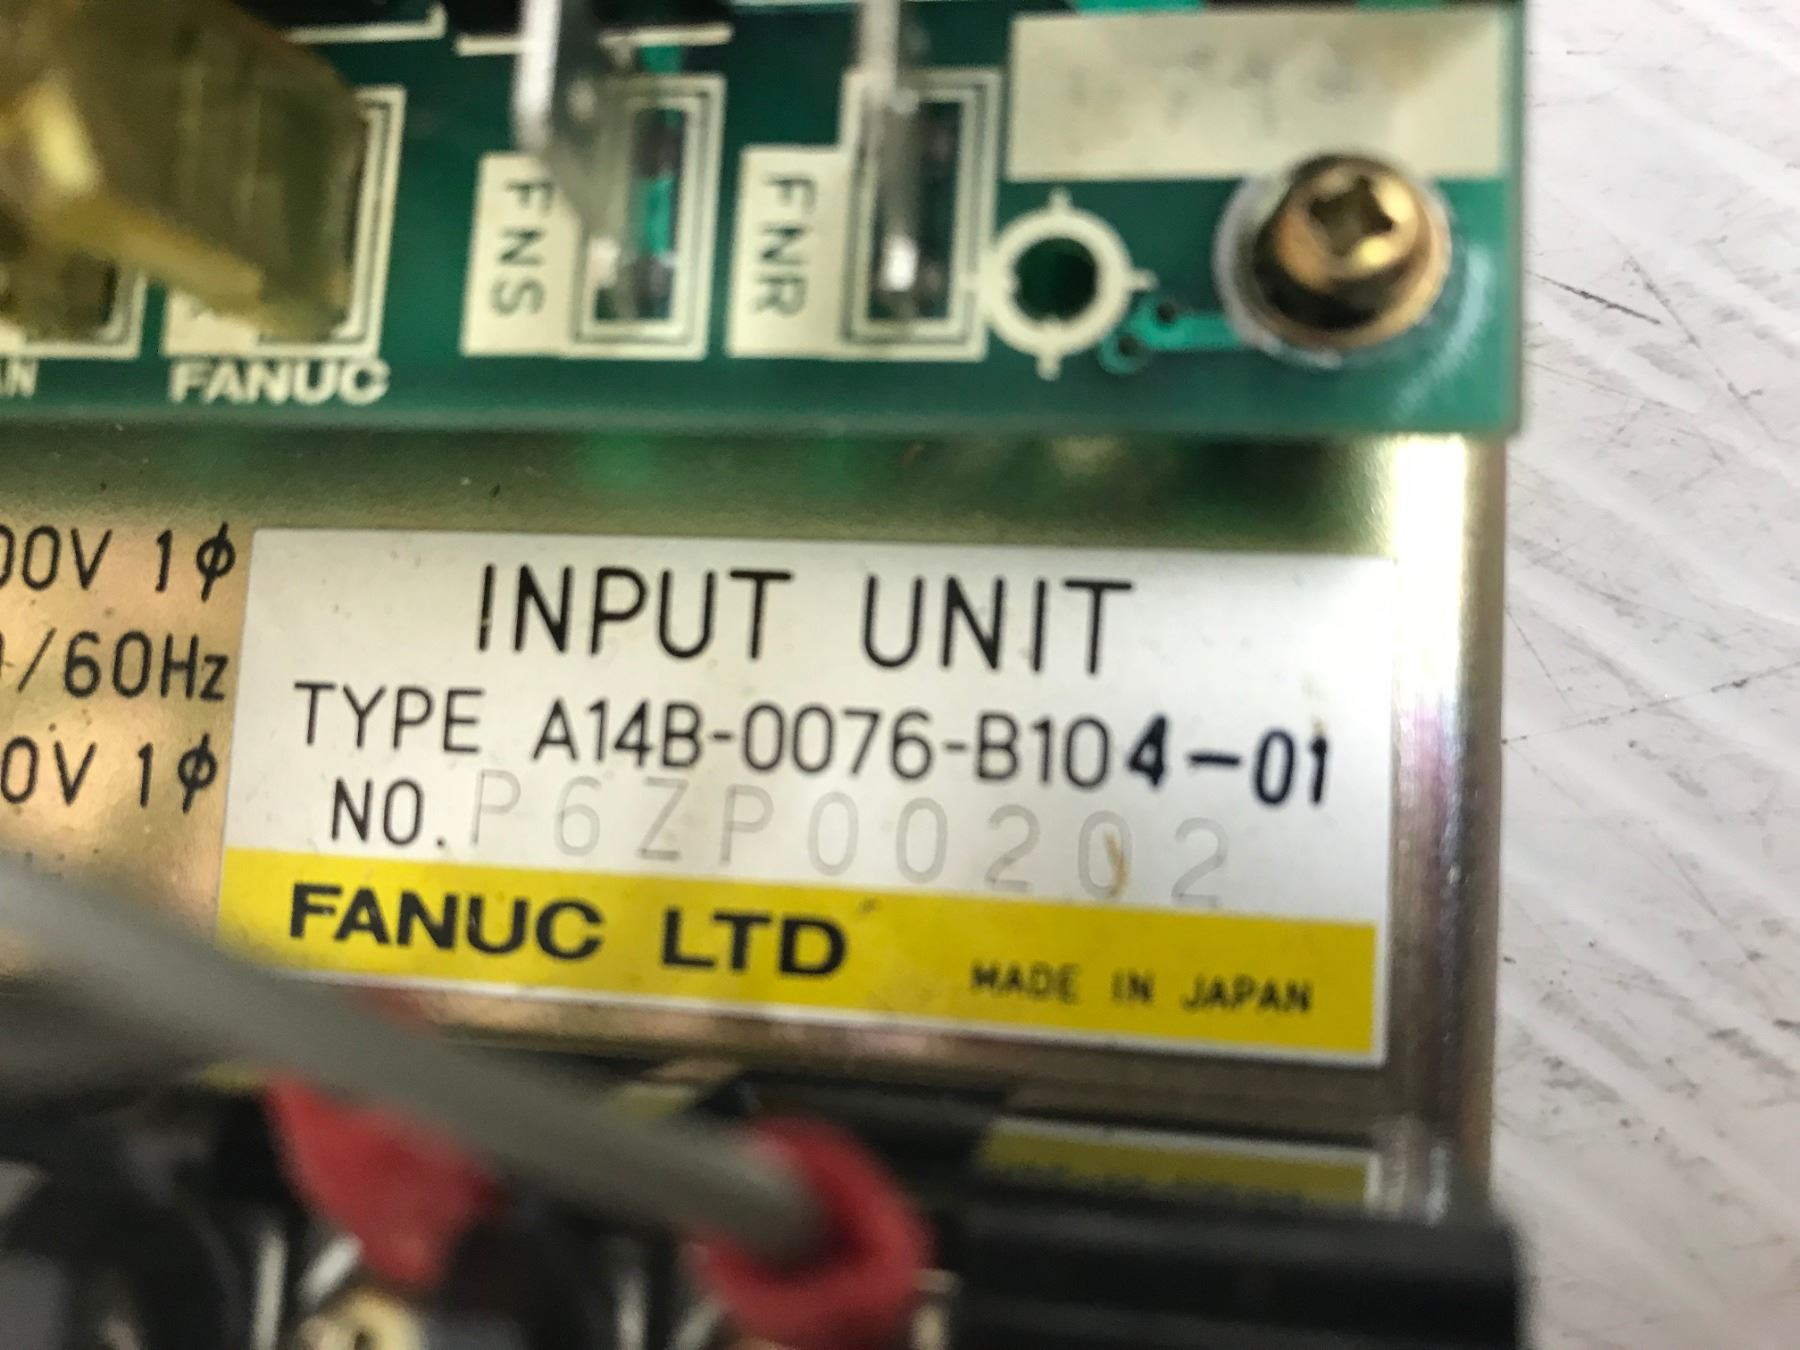 FNS
FNR
FANUC
00V 1ϕ
/60Hz
0V 1ϕ
INPUT UNIT
TYPE A14B-0076-B104-01
NO. P6ZP00202
FANUC LTD
MADE IN JAPAN